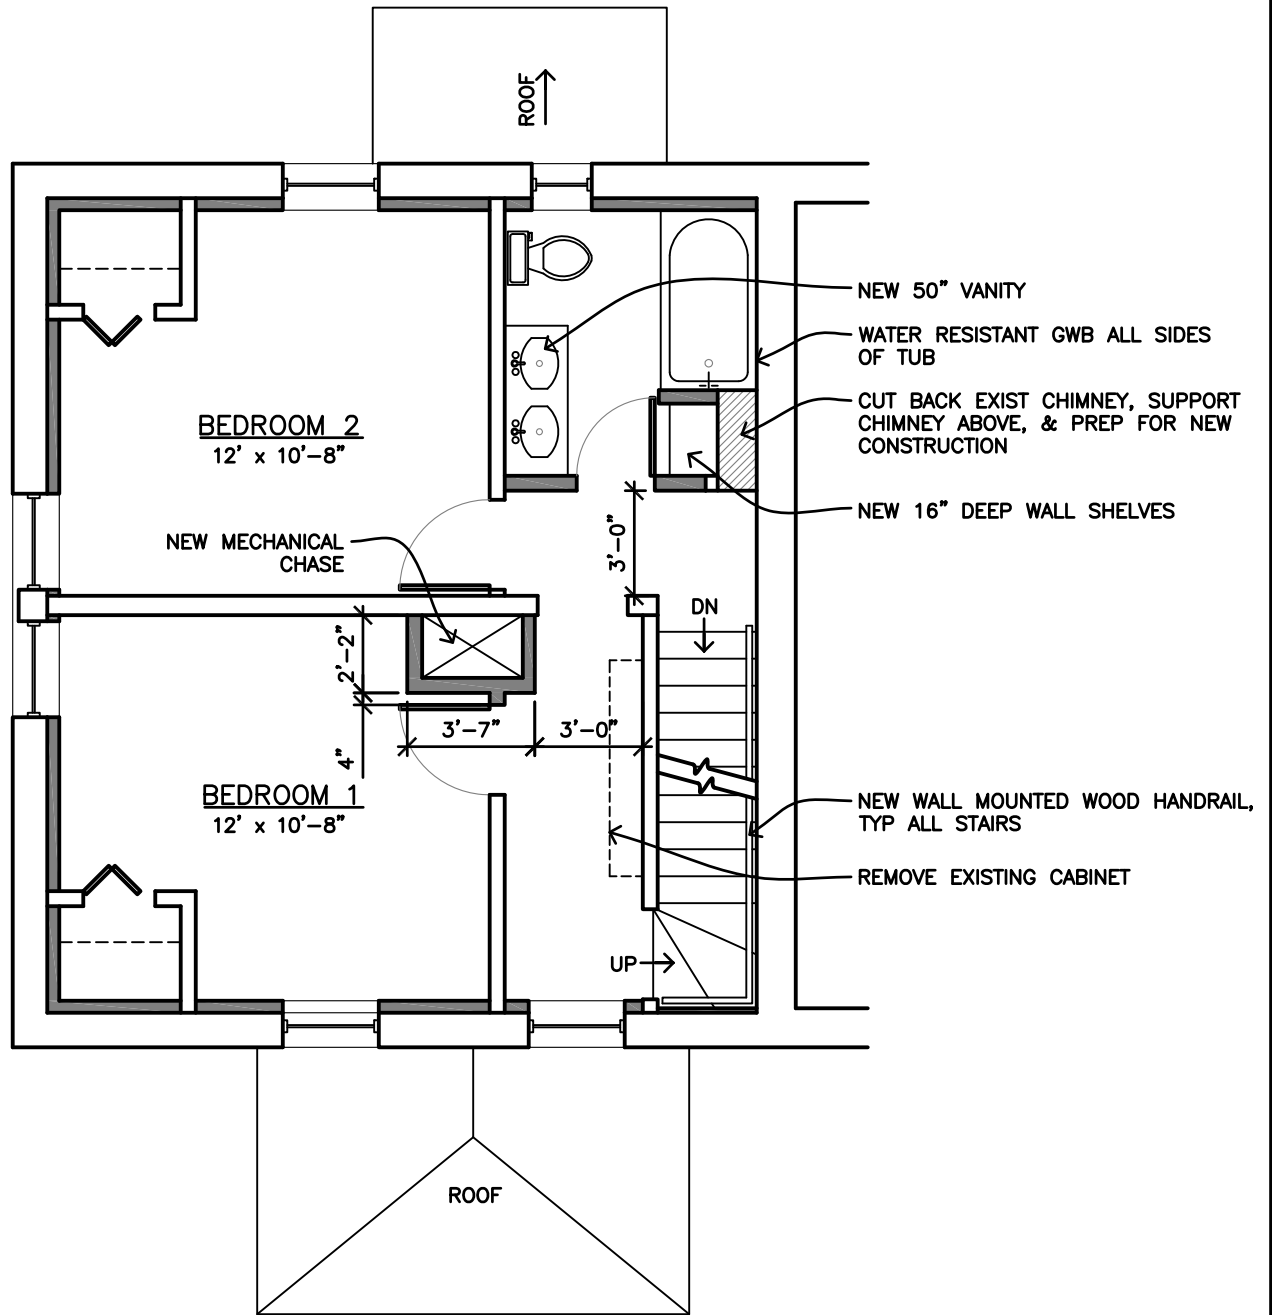 ROOF
NEW 50" VANITY
WATER RESISTANT GWB ALL SIDES
OF TUB
CUT BACK EXIST CHIMNEY, SUPPORT
CHIMNEY ABOVE, & PREP FOR NEW
CONSTRUCTION
BEDROOM 2
12' x 10'-8"
NEW 16" DEEP WALL SHELVES
NEW MECHANICAL
CHASE
3'-0"
DN
2'-2"
3'-7"
3'-0"
4"
BEDROOM 1
12' x 10'-8"
NEW WALL MOUNTED WOOD HANDRAIL,
TYP ALL STAIRS
REMOVE EXISTING CABINET
UP
ROOF